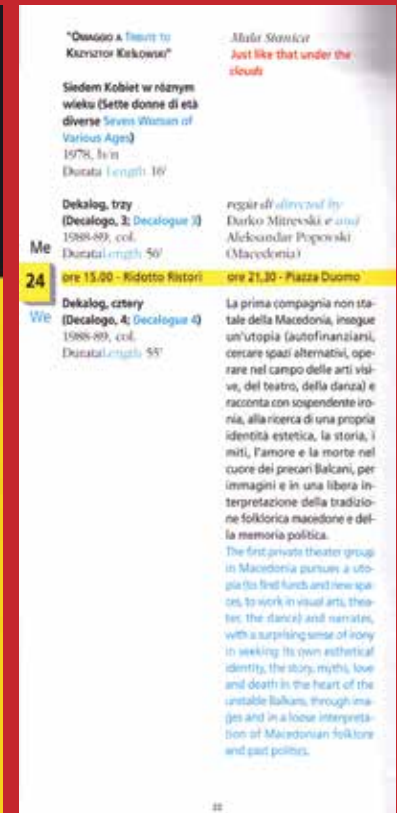 "OMAGGIO A TRIBUTE TO
KRZYSZTOF KIEŚLOWSKI"
Siedem Kobiet w róznym
wieku (Sette donne di età
diverse Seven Woman of
Various Ages)
1978, b/n
Durata Length 16'
Dekalog, trzy
(Decalogo, 3; Decalogue 3)
1988-89, col.
Durata Length 56'
Me
24
We
ore 15.00 - Ridotto Ristori
Dekalog, cztery
(Decalogo, 4; Decalogue 4)
1988-89, col.
Durata Length 55'
Mala Stanica
Just like that under the
clouds
regia di directed by
Darko Mitrevski e and
Aleksandar Popovski
(Macedonia)
ore 21,30 - Piazza Duomo
La prima compagnia non sta-
tale della Macedonia, insegue
un'utopia (autofinanziarsi,
cercare spazi alternativi, ope-
rare nel campo delle arti visi-
ve, del teatro, della danza) e
racconta con sospendente iro-
nia, alla ricerca di una propria
identità estetica, la storia, i
miti, l'amore e la morte nel
cuore dei precari Balcani, per
immagini e in una libera in-
terpretazione della tradizio-
ne folklorica macedone e del-
la memoria politica.
The first private theater group
in Macedonia pursues a uto-
pia (to find funds and new spa-
ces, to work in visual arts, thea-
ter, the dance) and narrates,
with a surprising sense of irony
in seeking its own esthetical
identity, the story, myths, love
and death in the heart of the
unstable Balkans, through ima-
ges and in a loose interpreta-
tion of Macedonian folklore
and past politics.